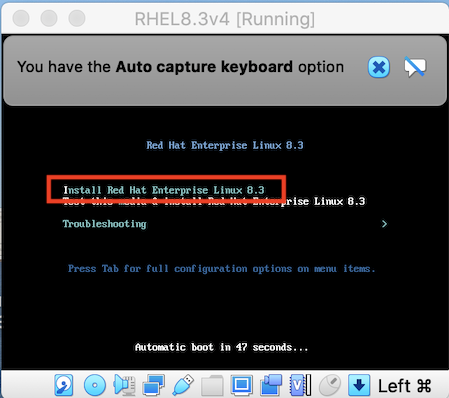 RHEL8.3v4 [Running]
You have the Auto capture keyboard option
Red Hat Enterprise Linux 8.3
Install Red Hat Enterprise Linux 8.3
Test this media & install Red Hat Enterprise Linux 8.3
Troubleshooting >
Press Tab for full configuration options on menu items.
Automatic boot in 47 seconds...
Left ⌘